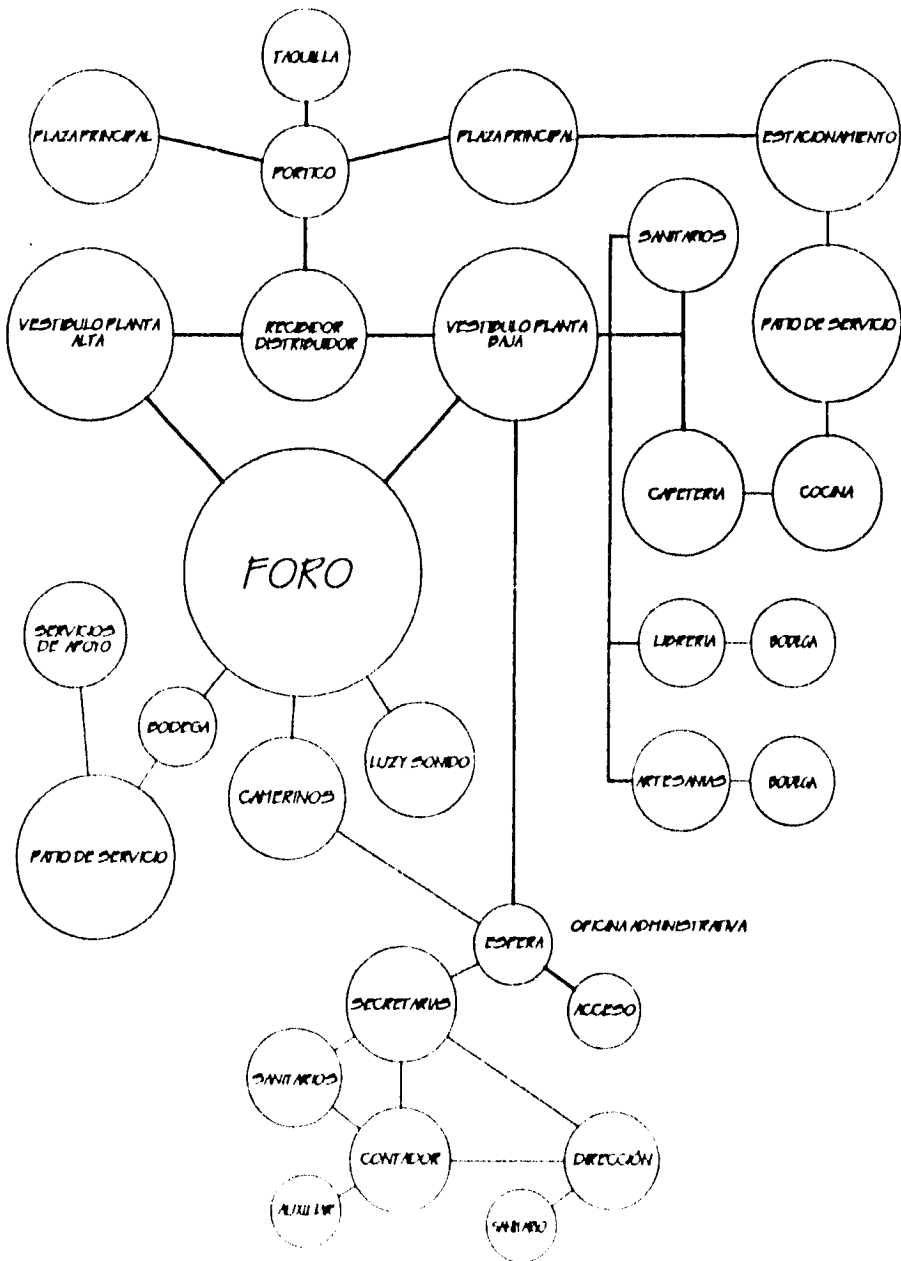 TAQUILLA
PLAZA PRINCIPAL
PLAZA PRINCIPAL
ESTACIONAMIENTO
PORTICO
SANITARIOS
VESTIBULO PLANTA
ALTA
RECIBIDOR
DISTRIBUIDOR
VESTIBULO PLANTA
BAJA
PATIO DE SERVICIO
CAFETERIA
COCINA
FORO
SERVICIOS
DE APOYO
LIBRERIA
BODEGA
BODEGA
LUZ Y SONIDO
CAMERINOS
ARTESANIAS
BODEGA
PATIO DE SERVICIO
ESPERA
OFICINA ADMINISTRATIVA
SECRETARIAS
ACCESO
SANITARIOS
CONTADOR
DIRECCIÓN
AUXILIAR
SANITARIO